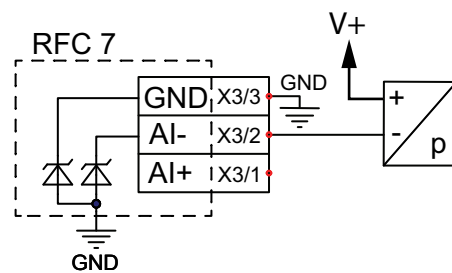 RFC 7
V+
GND X3/3 GND
AI- X3/2
AI+ X3/1
+
-
p
GND